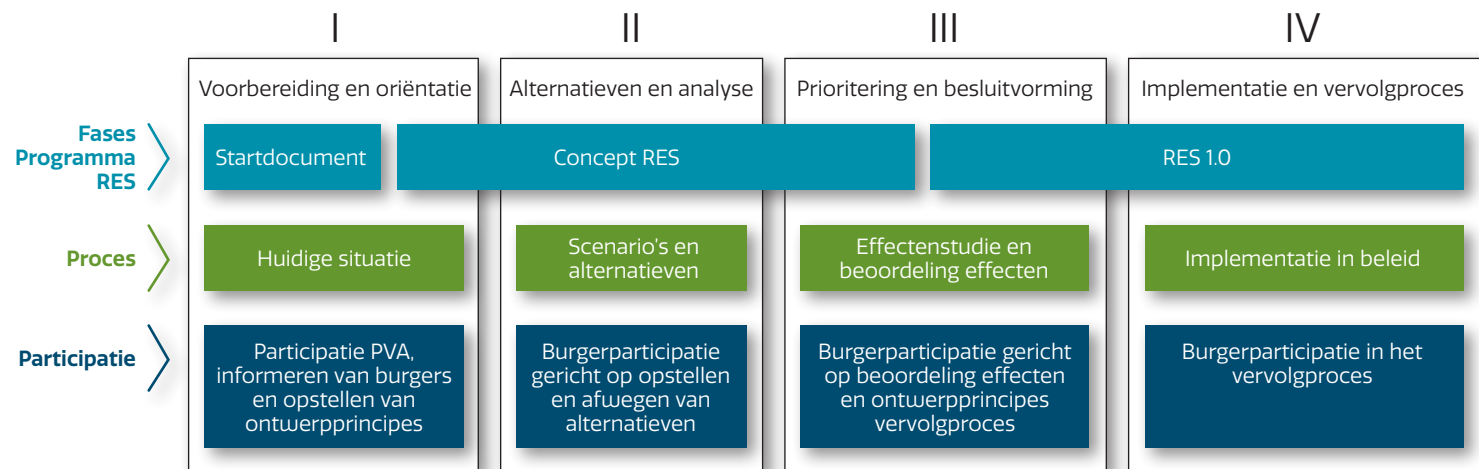 I
II
III
IV
Voorbereiding en oriëntatie
Alternatieven en analyse
Prioritering en besluitvorming
Implementatie en vervolgproces
Fases
Programma
RES
Startdocument
Concept RES
RES 1.0
Proces
Huidige situatie
Scenario's en
alternatieven
Effectenstudie en
beoordeling effecten
Implementatie in beleid
Participatie
Participatie PVA,
informeren van burgers
en opstellen van
ontwerpprincipes
Burgerparticipatie
gericht op opstellen
en afwegen van
alternatieven
Burgerparticipatie gericht
op beoordeling effecten
en ontwerpprincipes
vervolgproces
Burgerparticipatie in het
vervolgproces